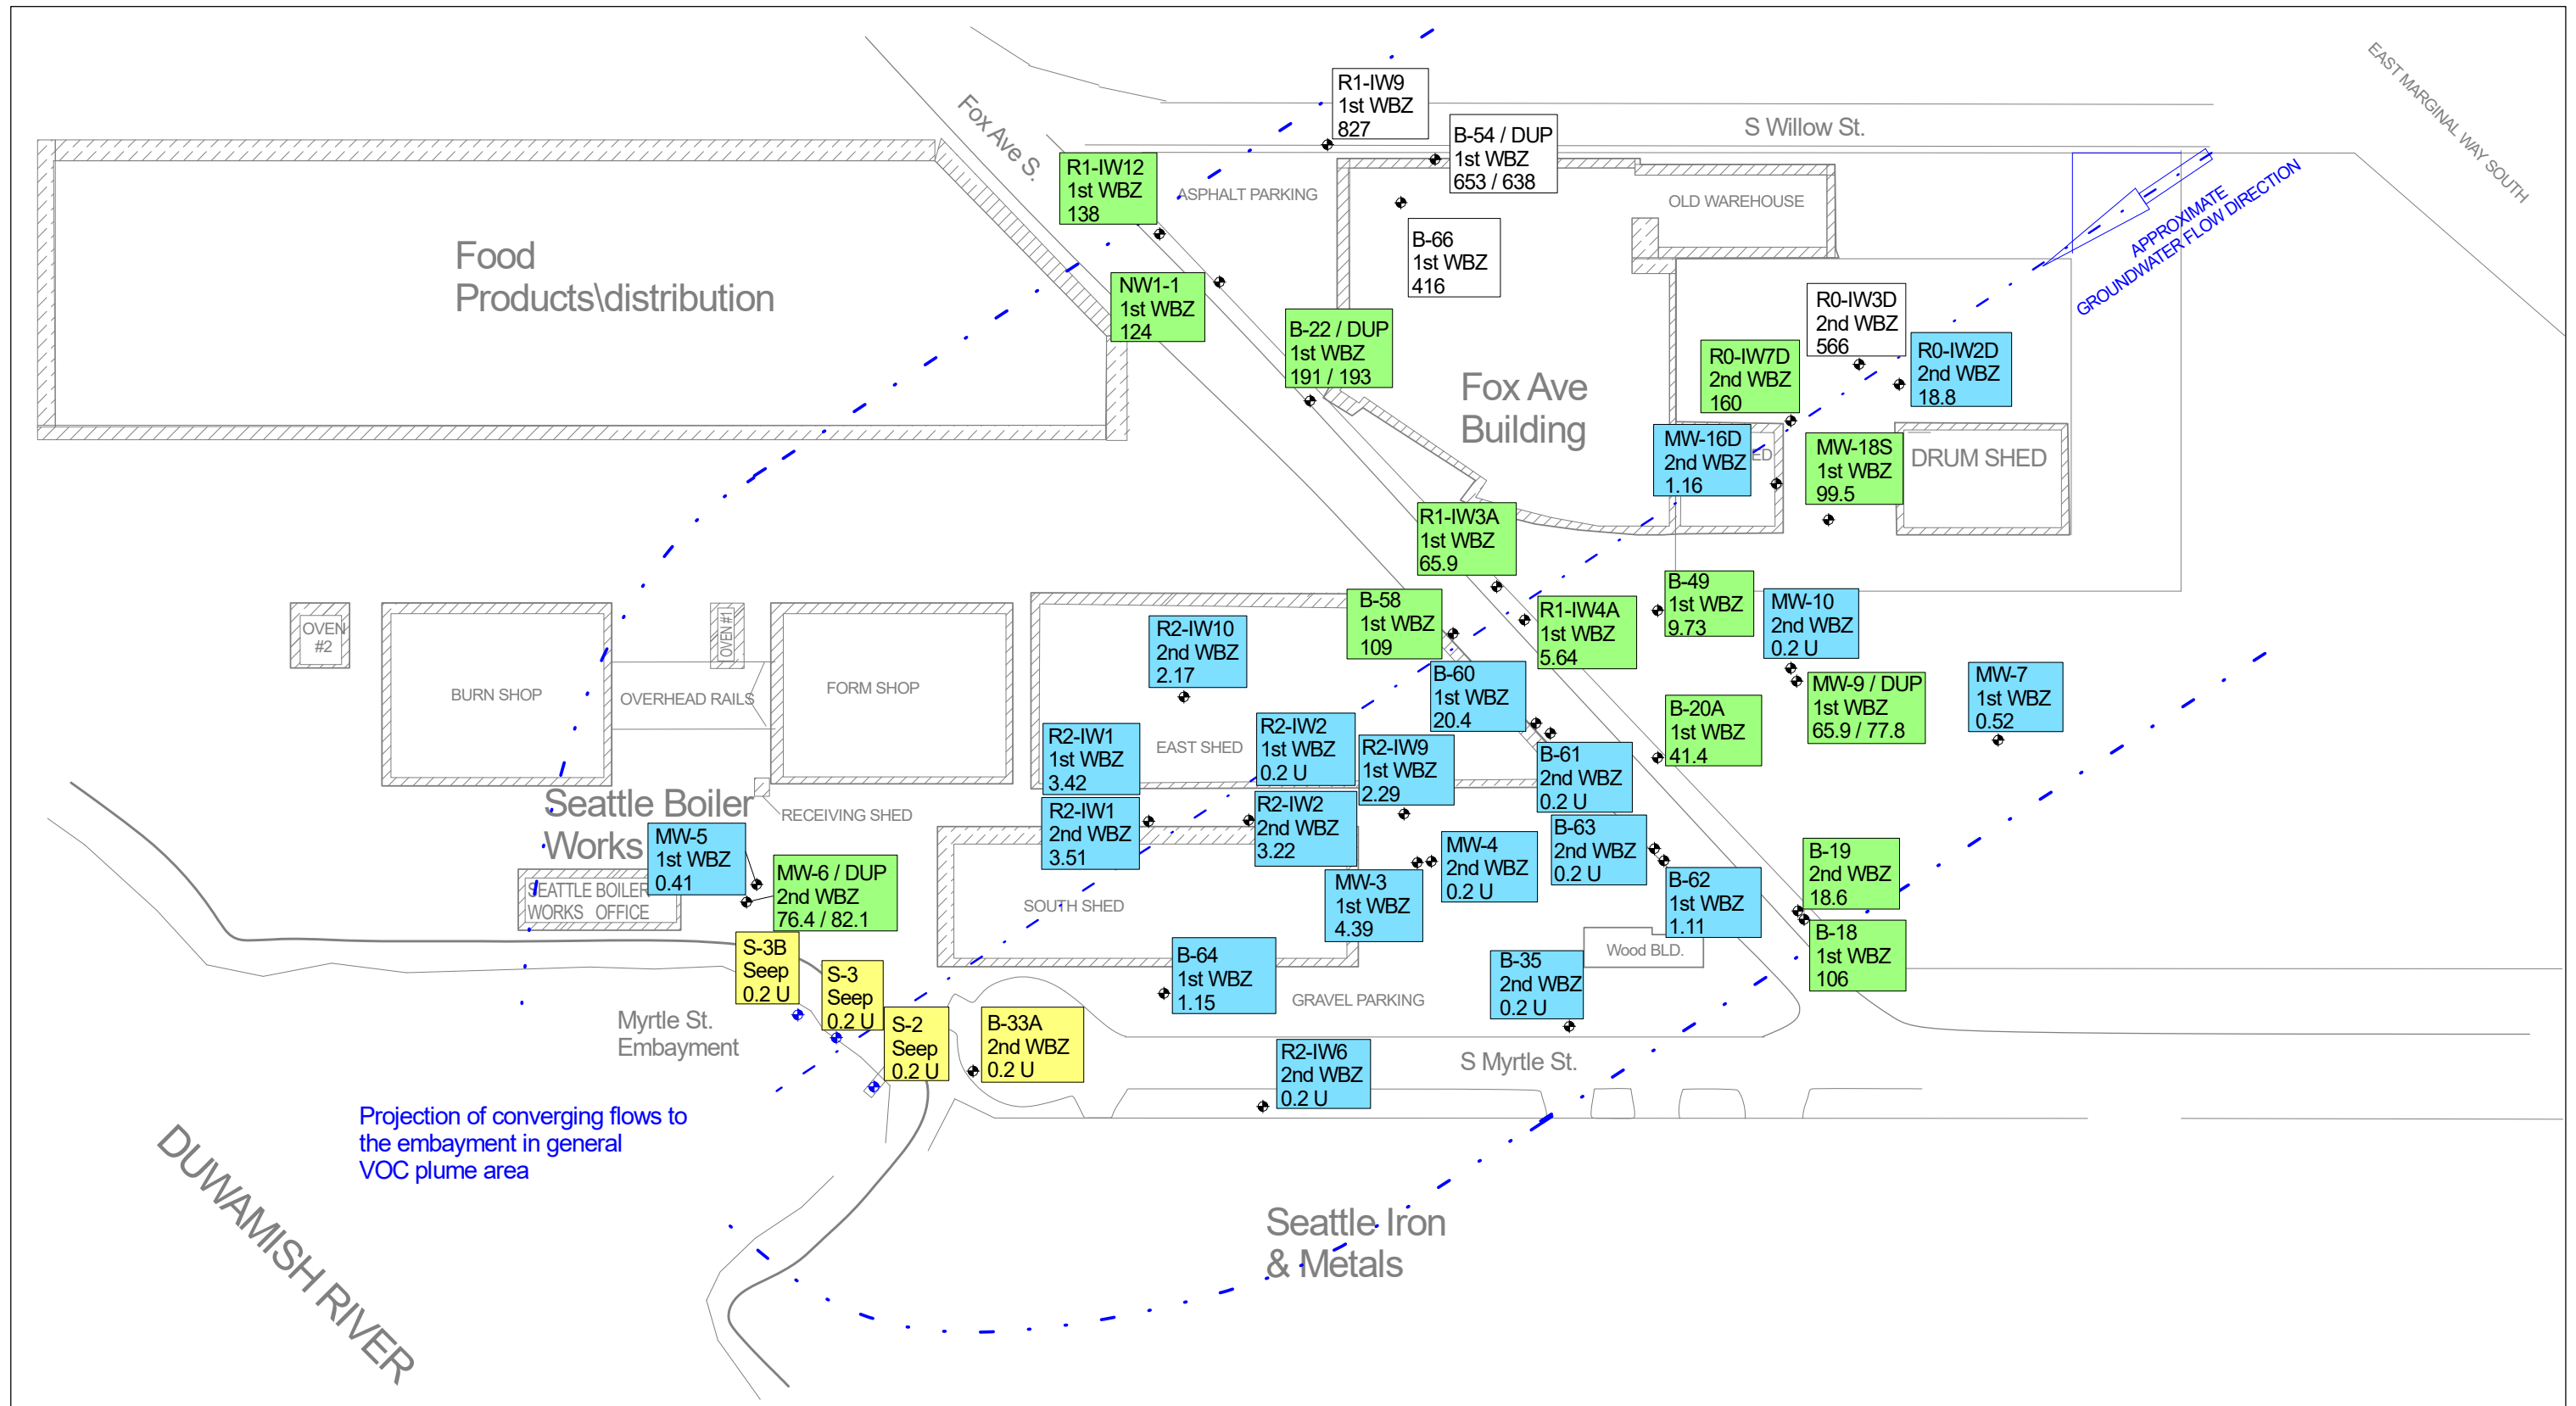 R1-IW9
1st WBZ
827
B-54 / DUP
1st WBZ
653 / 638
S Willow St.
EAST MARGINAL WAY SOUTH
Fox Ave S.
R1-IW12
1st WBZ
138
ASPHALT PARKING
OLD WAREHOUSE
APPROXIMATE
GROUNDWATER FLOW DIRECTION
B-66
1st WBZ
416
Food
Products\distribution
NW1-1
1st WBZ
124
B-22 / DUP
1st WBZ
191 / 193
R0-IW3D
2nd WBZ
566
R0-IW7D
2nd WBZ
160
R0-IW2D
2nd WBZ
18.8
Fox Ave
Building
MW-16D
2nd WBZ
1.16
ED
MW-18S
1st WBZ
99.5
DRUM SHED
R1-IW3A
1st WBZ
65.9
B-58
1st WBZ
109
R1-IW4A
1st WBZ
5.64
B-49
1st WBZ
9.73
MW-10
2nd WBZ
0.2 U
MW-9 / DUP
1st WBZ
65.9 / 77.8
MW-7
1st WBZ
0.52
OVEN
#2
BURN SHOP
OVEN #1
OVERHEAD RAILS
FORM SHOP
R2-IW10
2nd WBZ
2.17
B-60
1st WBZ
20.4
B-20A
1st WBZ
41.4
R2-IW1
1st WBZ
3.42
EAST SHED
R2-IW2
1st WBZ
0.2 U
R2-IW9
1st WBZ
2.29
B-61
2nd WBZ
0.2 U
Seattle Boiler
Works
RECEIVING SHED
R2-IW1
2nd WBZ
3.51
R2-IW2
2nd WBZ
3.22
MW-4
2nd WBZ
0.2 U
B-63
2nd WBZ
0.2 U
MW-5
1st WBZ
0.41
MW-6 / DUP
2nd WBZ
76.4 / 82.1
SEATTLE BOILER
WORKS OFFICE
SOUTH SHED
MW-3
1st WBZ
4.39
B-62
1st WBZ
1.11
B-19
2nd WBZ
18.6
B-18
1st WBZ
106
S-3B
Seep
0.2 U
S-3
Seep
0.2 U
S-2
Seep
0.2 U
B-33A
2nd WBZ
0.2 U
B-64
1st WBZ
1.15
GRAVEL PARKING
B-35
2nd WBZ
0.2 U
Wood BLD.
Myrtle St.
Embayment
R2-IW6
2nd WBZ
0.2 U
S Myrtle St.
Projection of converging flows to
the embayment in general
VOC plume area
DUWAMISH RIVER
Seattle Iron
& Metals